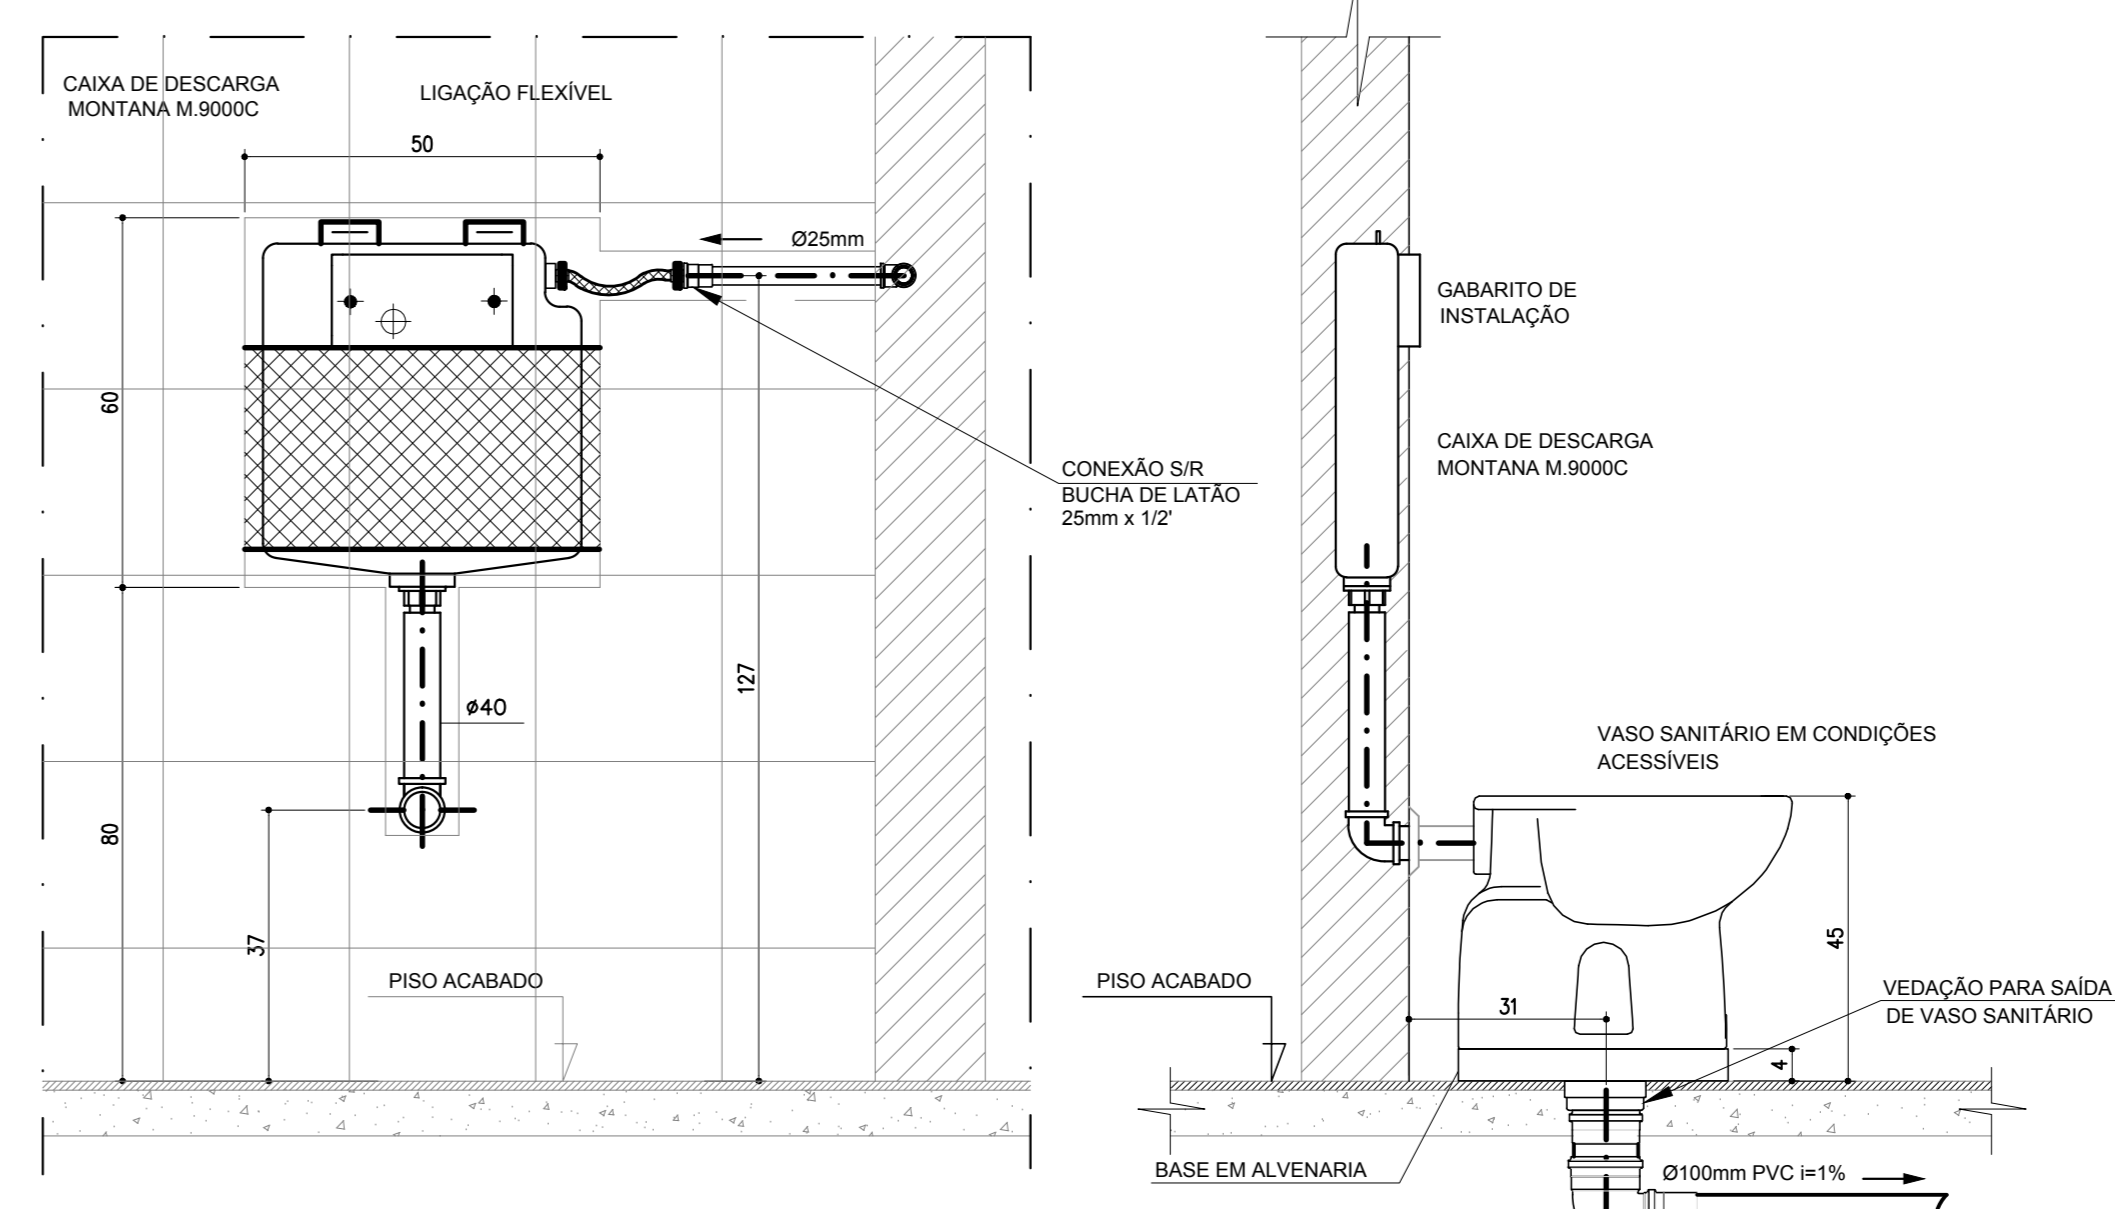 CAIXA DE DESCARGA
MONTANA M.9000C
LIGAÇÃO FLEXÍVEL
50
Ø25mm
60
80
37
127
ø40
CONEXÃO S/R
BUCHA DE LATÃO
25mm x 1/2'
PISO ACABADO
GABARITO DE
INSTALAÇÃO
CAIXA DE DESCARGA
MONTANA M.9000C
VASO SANITÁRIO EM CONDIÇÕES
ACESSÍVEIS
45
PISO ACABADO
31
4
VEDAÇÃO PARA SAÍDA
DE VASO SANITÁRIO
BASE EM ALVENARIA
Ø100mm PVC i=1%